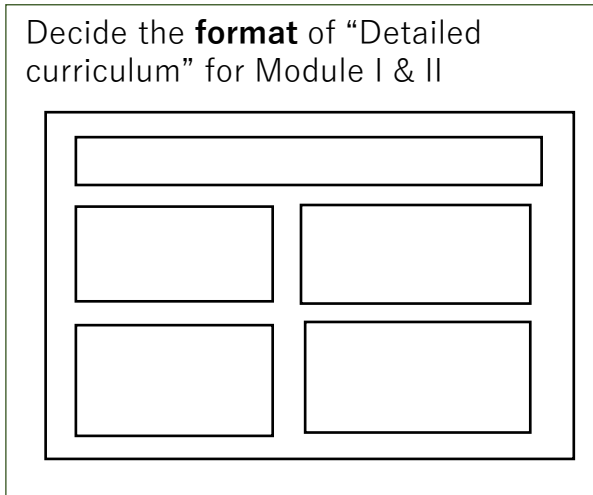 Decide the format of “Detailed
curriculum” for Module I & II